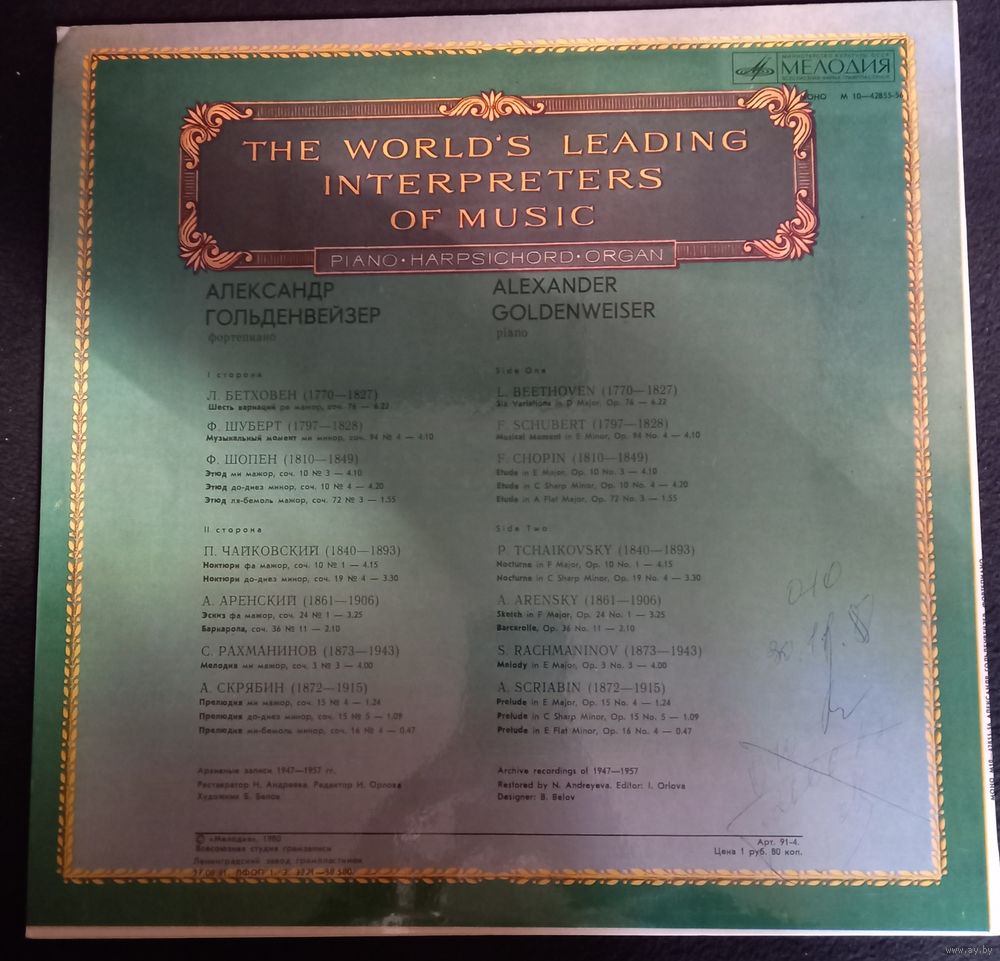 МЕЛОДИЯ
МОНО М 10—42855-56
THE WORLD'S LEADING
INTERPRETERS
OF MUSIC
PIANO·HARPSICHORD·ORGAN
АЛЕКСАНДР
ГОЛЬДЕНВЕЙЗЕР
фортепиано
I сторона
Л. БЕТХОВЕН (1770—1827)
Шесть вариаций ре мажор, соч. 76 — 6.22
Ф. ШУБЕРТ (1797—1828)
Музыкальный момент ми минор, соч. 94 № 4 — 4.10
Ф. ШОПЕН (1810—1849)
Этюд ми мажор, соч. 10 № 3 — 4.10
Этюд до-диез минор, соч. 10 № 4 — 4.20
Этюд ля-бемоль мажор, соч. 72 № 3 — 1.55
II сторона
П. ЧАЙКОВСКИЙ (1840—1893)
Ноктюрн фа мажор, соч. 10 № 1 — 4.15
Ноктюрн до-диез минор, соч. 19 № 4 — 3.30
А. АРЕНСКИЙ (1861—1906)
Эскиз фа мажор, соч. 24 № 1 — 3.25
Баркарола, соч. 36 № 11 — 2.10
С. РАХМАНИНОВ (1873—1943)
Мелодия ми мажор, соч. 3 № 3 — 4.00
А. СКРЯБИН (1872—1915)
Прелюдия ми мажор, соч. 15 № 4 — 1.24
Прелюдия до-диез минор, соч. 15 № 5 — 1.09
Прелюдия ми-бемоль минор, соч. 16 № 4 — 0.47
Архивные записи 1947—1957 гг.
Реставратор Н. Андреева. Редактор И. Орлова
Художник Б. Белов
ALEXANDER
GOLDENWEISER
piano
Side One
L. BEETHOVEN (1770—1827)
Six Variations in D Major, Op. 76 — 6.22
F. SCHUBERT (1797—1828)
Musical Moment in E Minor, Op. 94 No. 4 — 4.10
F. CHOPIN (1810—1849)
Etude in E Major, Op. 10 No. 3 — 4.10
Etude in C Sharp Minor, Op. 10 No. 4 — 4.20
Etude in A Flat Major, Op. 72 No. 3 — 1.55
Side Two
P. TCHAIKOVSKY (1840—1893)
Nocturne in F Major, Op. 10 No. 1 — 4.15
Nocturne in C Sharp Minor, Op. 19 No. 4 — 3.30
A. ARENSKY (1861—1906)
Sketch in F Major, Op. 24 No. 1 — 3.25
Barcarolle, Op. 36 No. 11 — 2.10
S. RACHMANINOV (1873—1943)
Melody in E Major, Op. 3 No. 3 — 4.00
A. SCRIABIN (1872—1915)
Prelude in E Major, Op. 15 No. 4 — 1.24
Prelude in C Sharp Minor, Op. 15 No. 5 — 1.09
Prelude in E Flat Minor, Op. 16 No. 4 — 0.47
Archive recordings of 1947—1957
Restored by N. Andreyeva. Editor: I. Orlova
Designer: B. Belov
© «Мелодия», 1980
Всесоюзная студия грамзаписи
Ленинградский завод грампластинок
Арт. 91-4.
Цена 1 руб. 80 коп.
www.ay.by